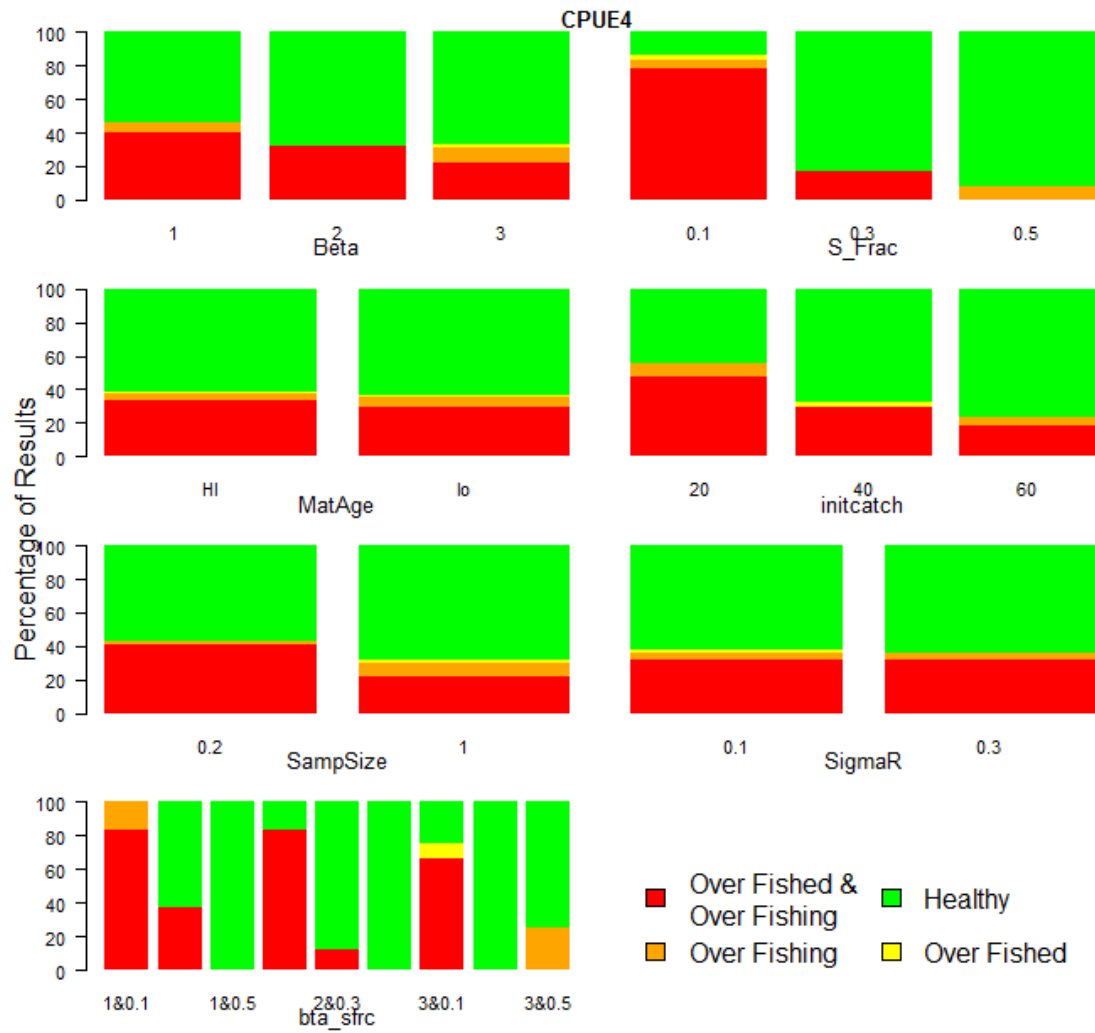 CPUE4
100
80
60
40
20
0
1 2 3
Beta
0.1 0.3 0.5
S_Frac
Percentage of Results
100
80
60
40
20
0
HI lo
MatAge
20 40 60
initcatch
100
80
60
40
20
0
0.2 1
SampSize
0.1 0.3
SigmaR
100
80
60
40
20
0
1&0.1 1&0.5 2&0.3 3&0.1 3&0.5
bta_sfrc
Over Fished &
Over Fishing
Over Fishing
Healthy
Over Fished